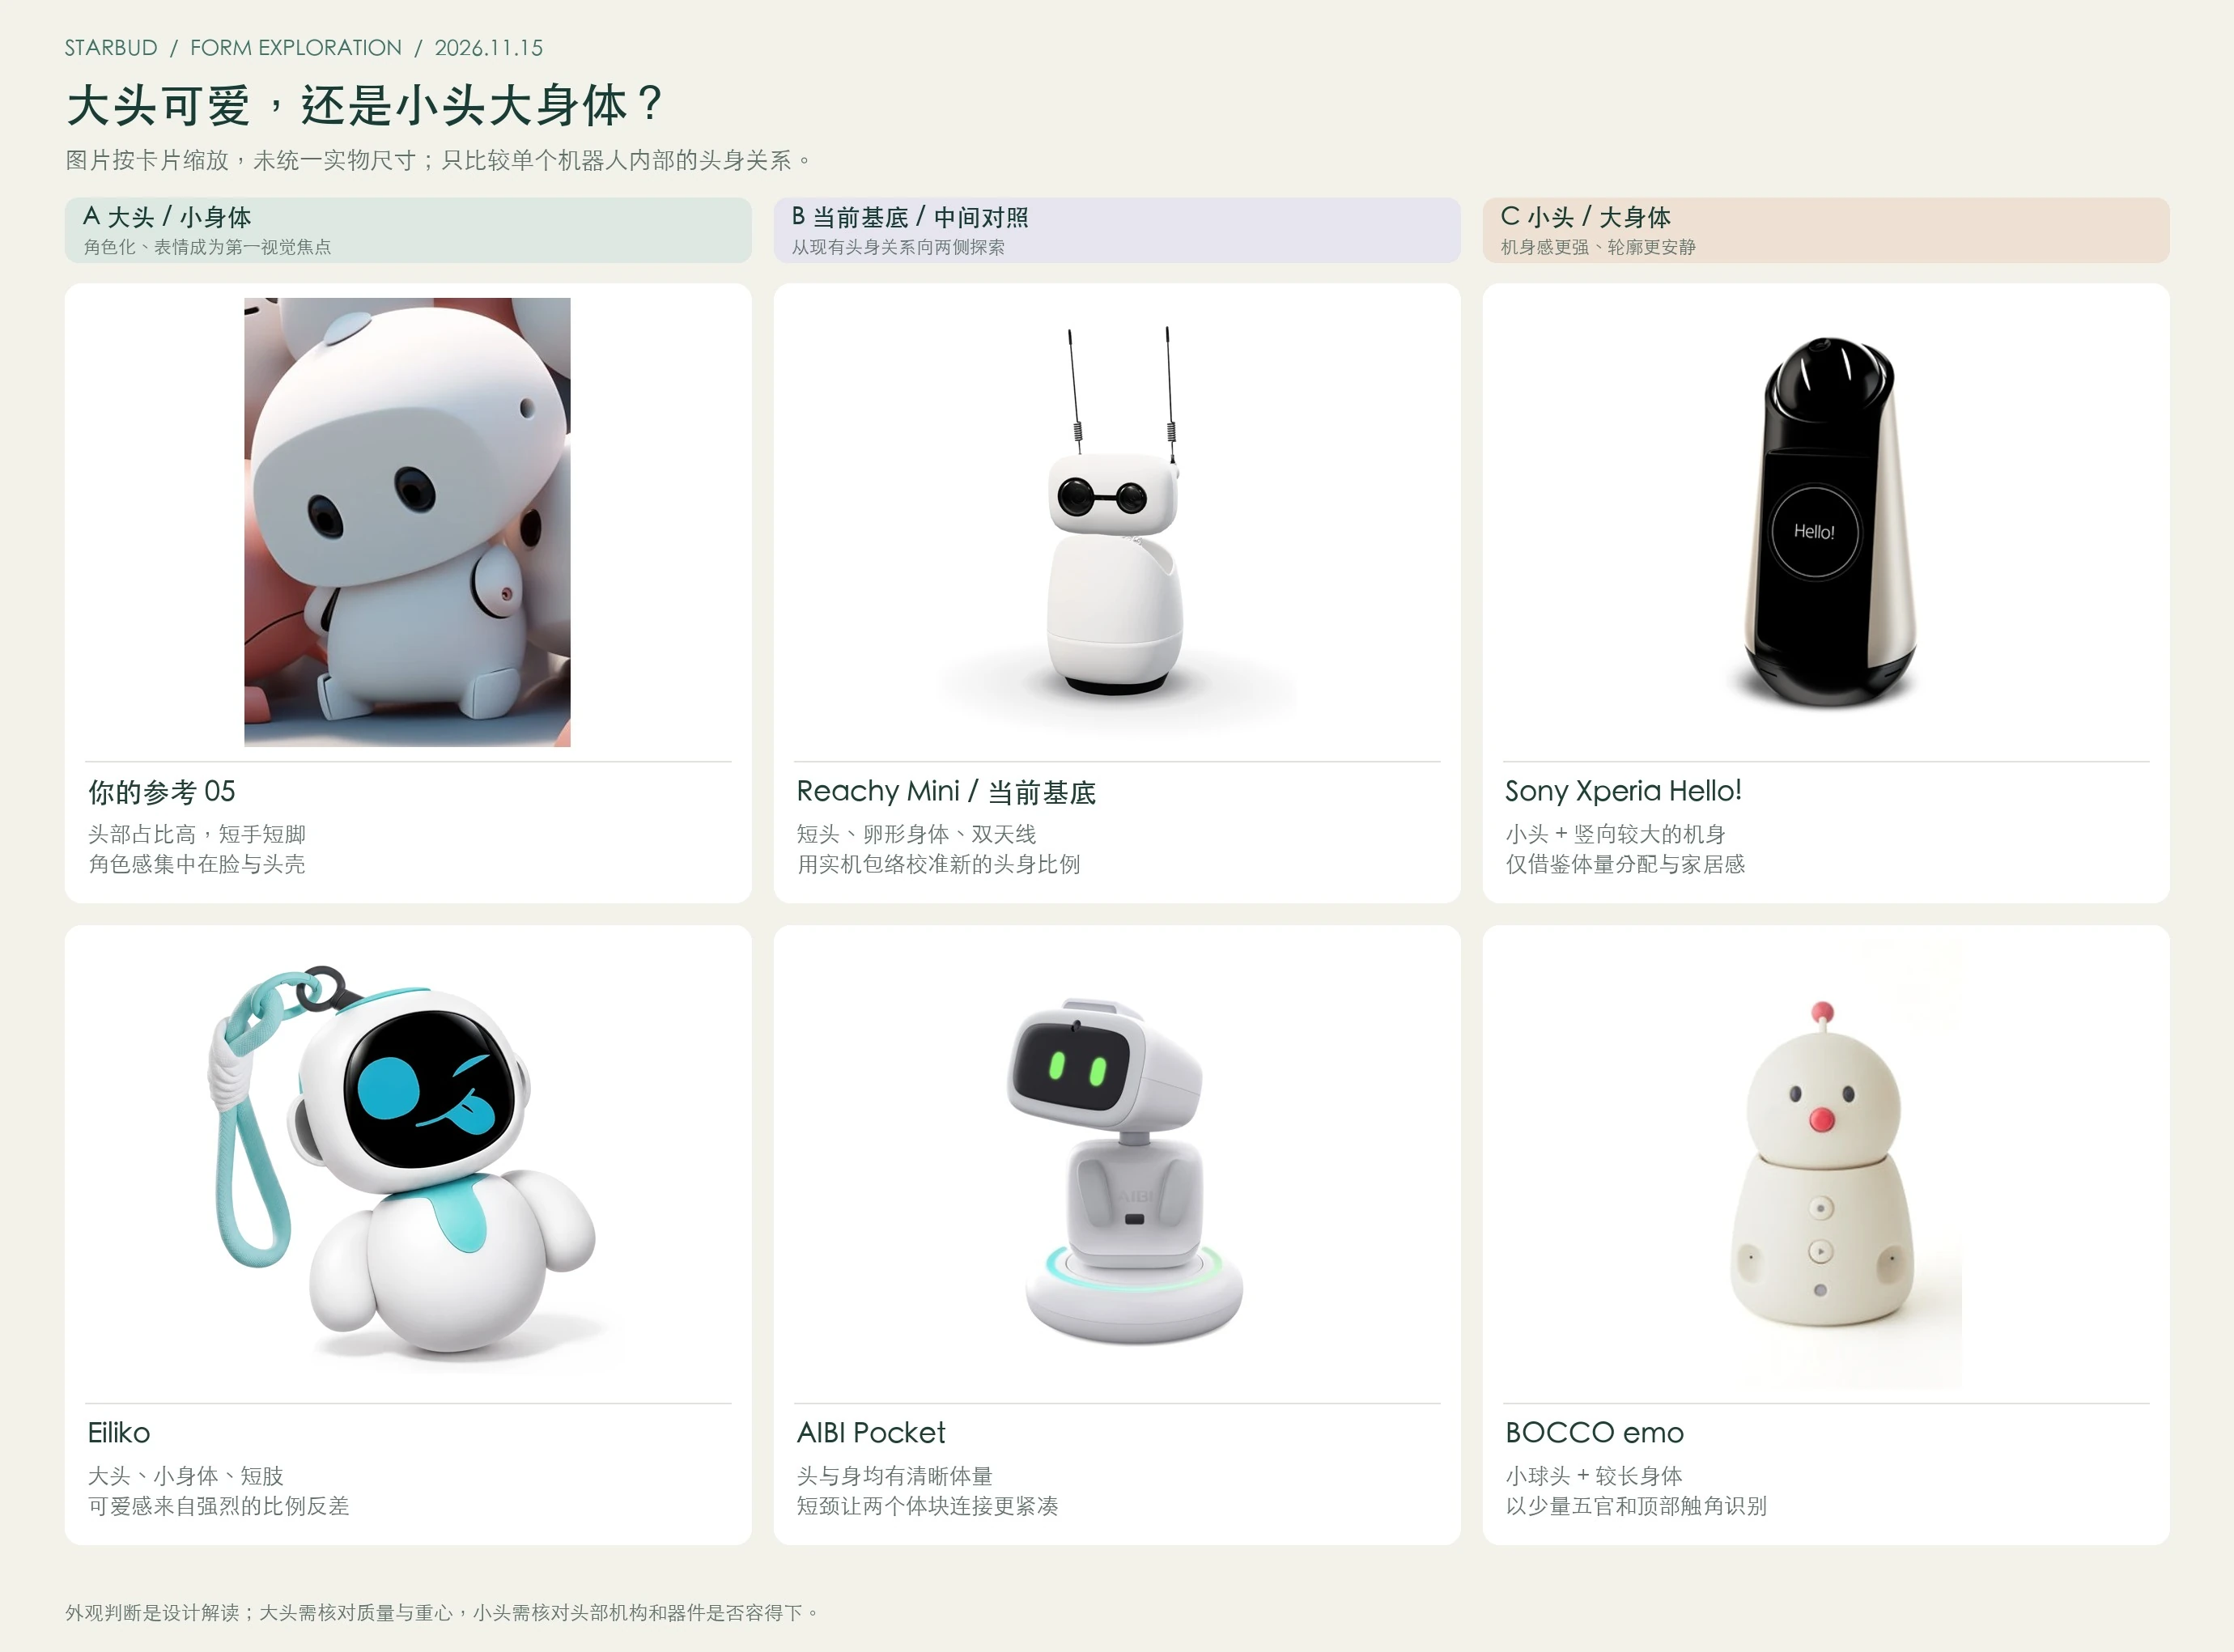 STARBUD / FORM EXPLORATION / 2026.11.15
大头可爱，还是小头大身体？
图片按卡片缩放，未统一实物尺寸；只比较单个机器人内部的头身关系。
A 大头 / 小身体
角色化、表情成为第一视觉焦点
B 当前基底 / 中间对照
从现有头身关系向两侧探索
C 小头 / 大身体
机身感更强、轮廓更安静
Hello!
你的参考 05
头部占比高，短手短脚
角色感集中在脸与头壳
Reachy Mini / 当前基底
短头、卵形身体、双天线
用实机包络校准新的头身比例
Sony Xperia Hello!
小头 + 竖向较大的机身
仅借鉴体量分配与家居感
AIBI
Eiliko
大头、小身体、短肢
可爱感来自强烈的比例反差
AIBI Pocket
头与身均有清晰体量
短颈让两个体块连接更紧凑
BOCCO emo
小球头 + 较长身体
以少量五官和顶部触角识别
外观判断是设计解读；大头需核对质量与重心，小头需核对头部机构和器件是否容得下。